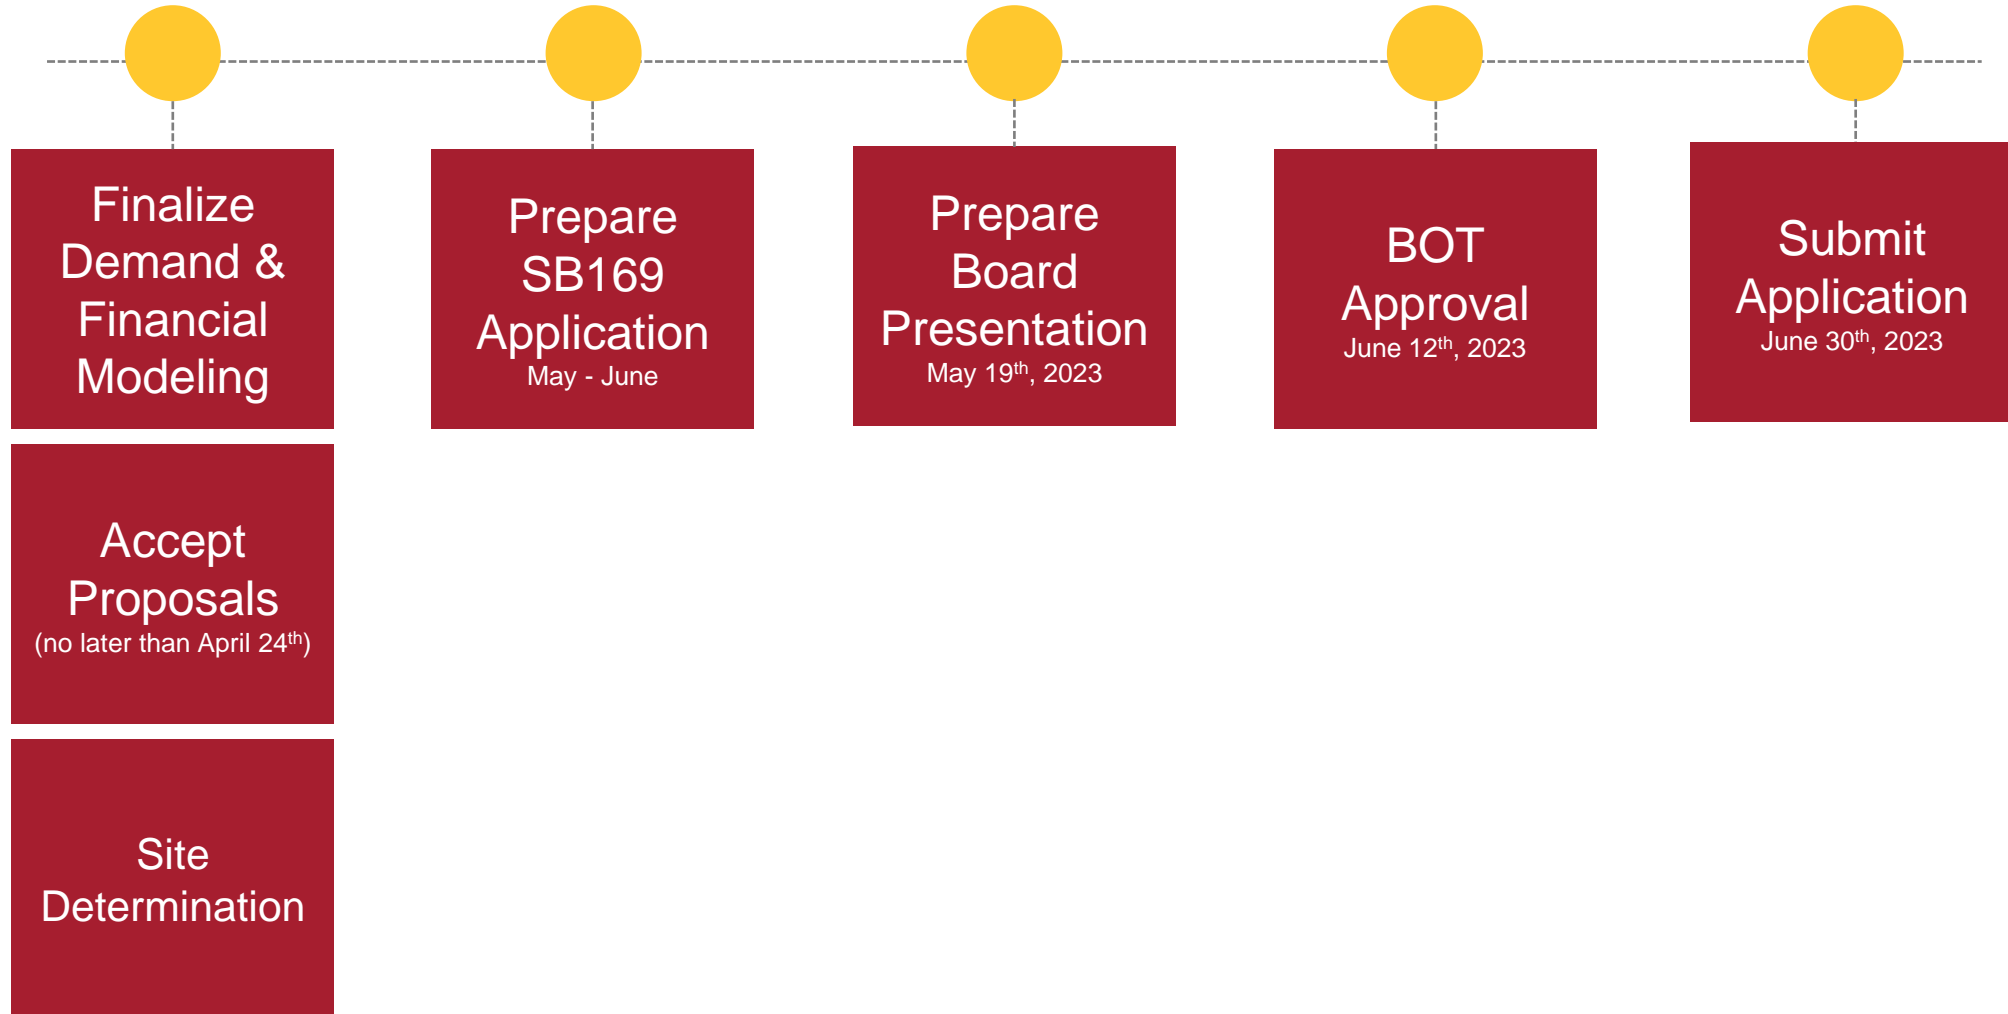 Finalize
Demand &
Financial
Modeling
Accept
Proposals
(no later than April 24th)
Site
Determination
Prepare
SB169
Application
May - June
Prepare
Board
Presentation
May 19th, 2023
BOT
Approval
June 12th, 2023
Submit
Application
June 30th, 2023